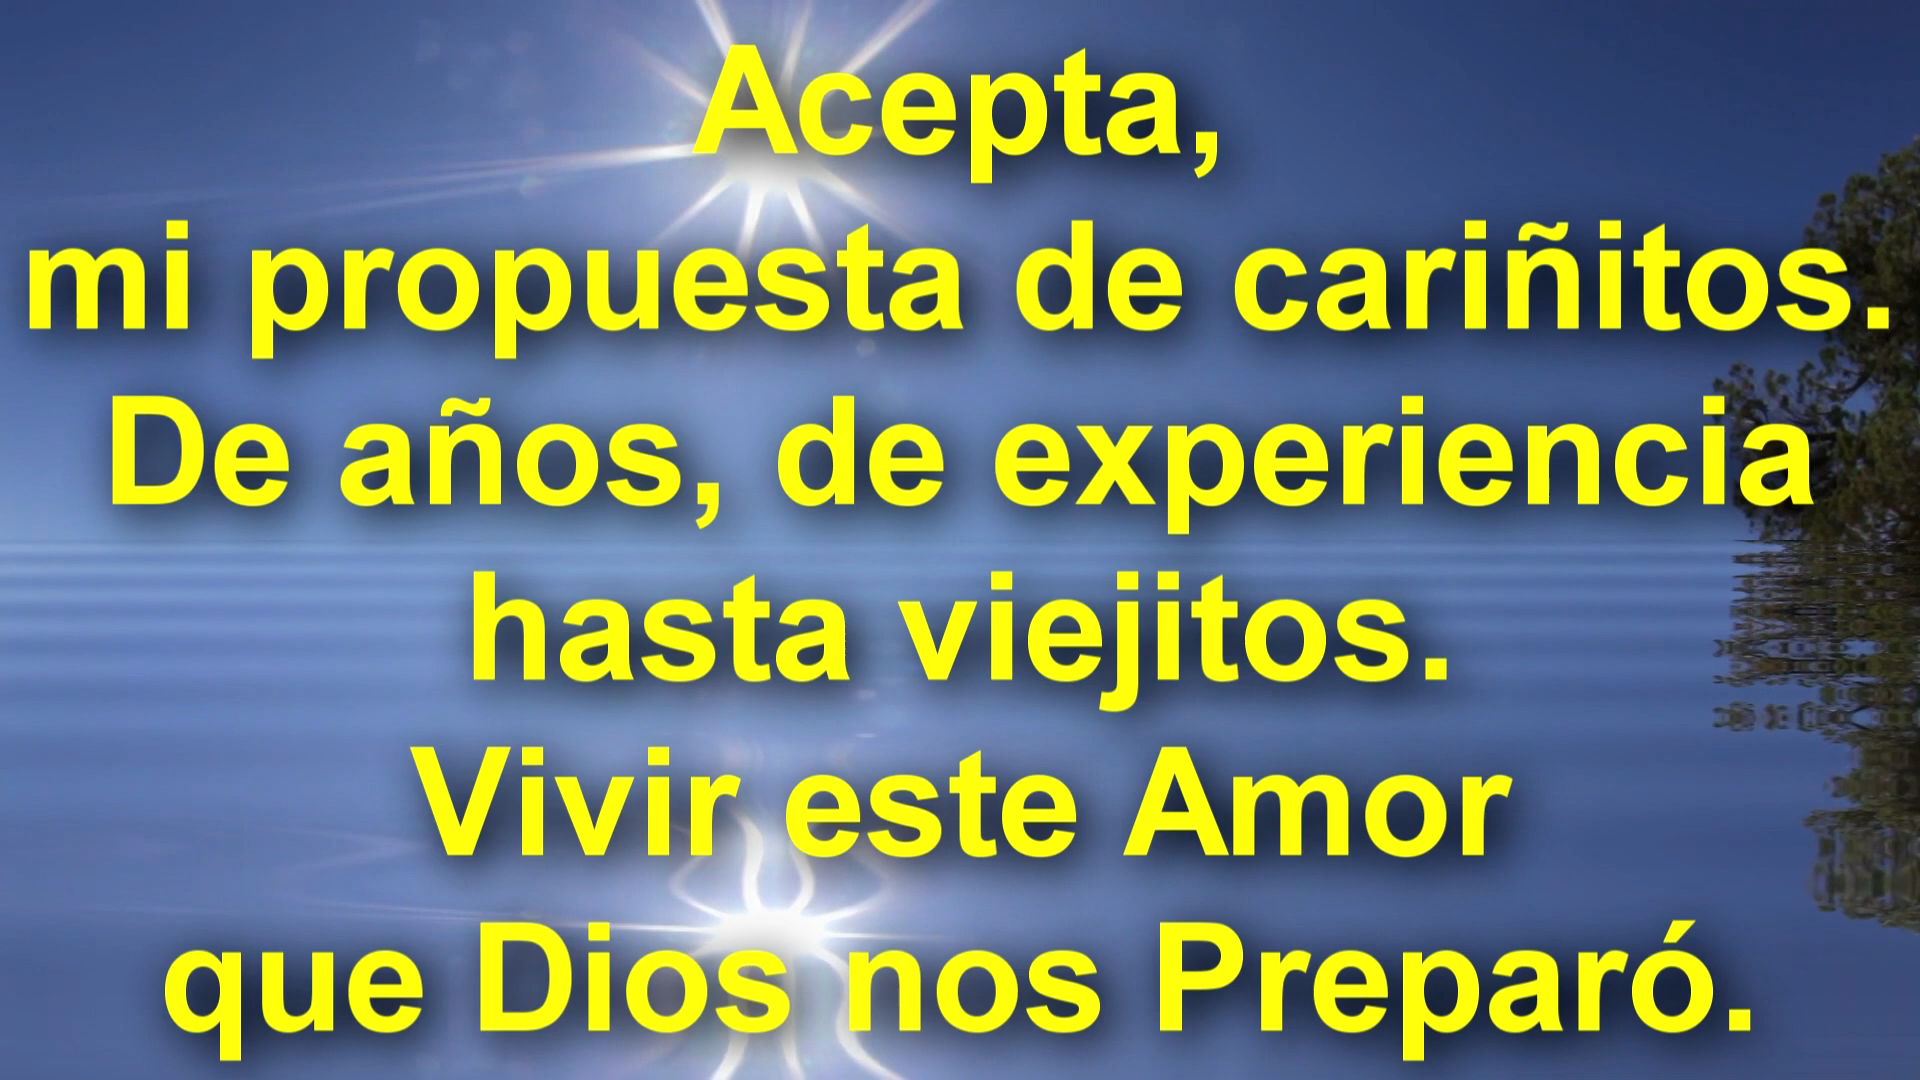 Acepta,
mi propuesta de cariñitos.
De años, de experiencia
hasta viejitos.
Vivir este Amor
que Dios nos Preparó.